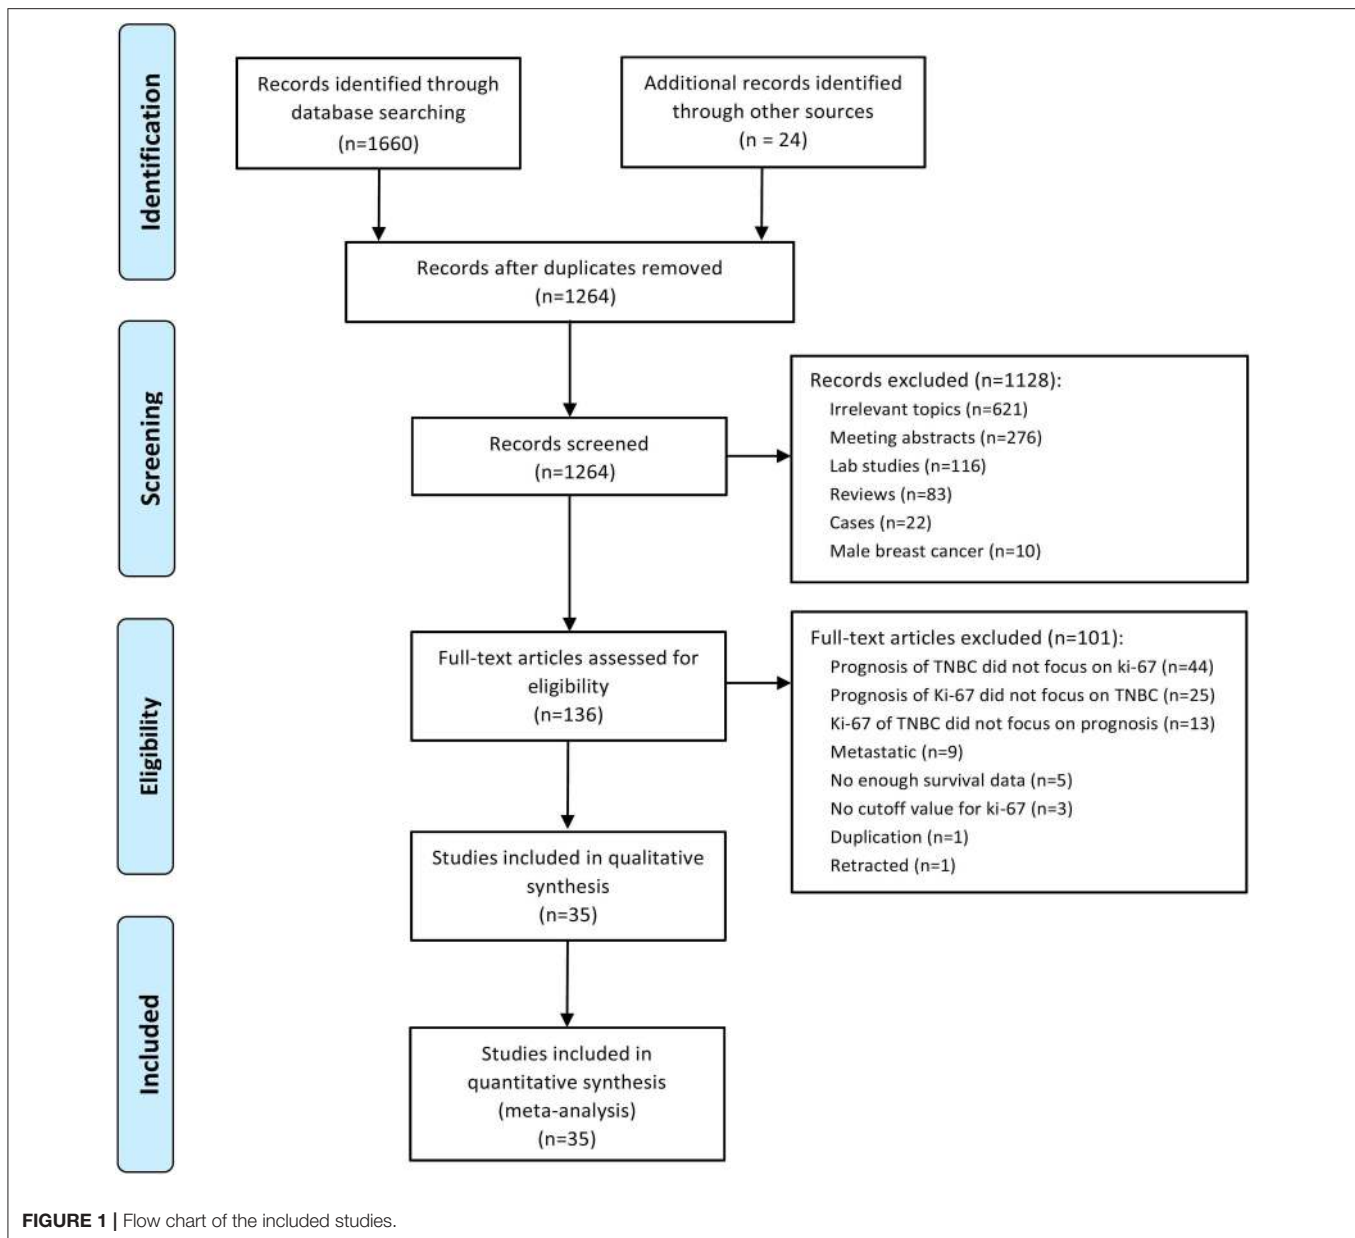 Identification
Records identified through
database searching
(n=1660)
Additional records identified
through other sources
(n = 24)
Records after duplicates removed
(n=1264)
Screening
Records screened
(n=1264)
Records excluded (n=1128):
Irrelevant topics (n=621)
Meeting abstracts (n=276)
Lab studies (n=116)
Reviews (n=83)
Cases (n=22)
Male breast cancer (n=10)
Eligibility
Full-text articles assessed for
eligibility
(n=136)
Full-text articles excluded (n=101):
Prognosis of TNBC did not focus on ki-67 (n=44)
Prognosis of Ki-67 did not focus on TNBC (n=25)
Ki-67 of TNBC did not focus on prognosis (n=13)
Metastatic (n=9)
No enough survival data (n=5)
No cutoff value for ki-67 (n=3)
Duplication (n=1)
Retracted (n=1)
Studies included in qualitative
synthesis
(n=35)
Included
Studies included in
quantitative synthesis
(meta-analysis)
(n=35)
FIGURE 1 | Flow chart of the included studies.